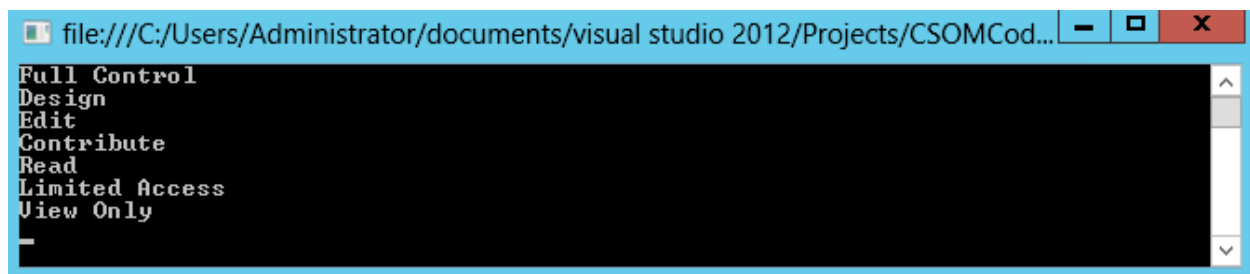 file:///C:/Users/Administrator/documents/visual studio 2012/Projects/CSOMCod...
Full Control
Design
Edit
Contribute
Read
Limited Access
View Only